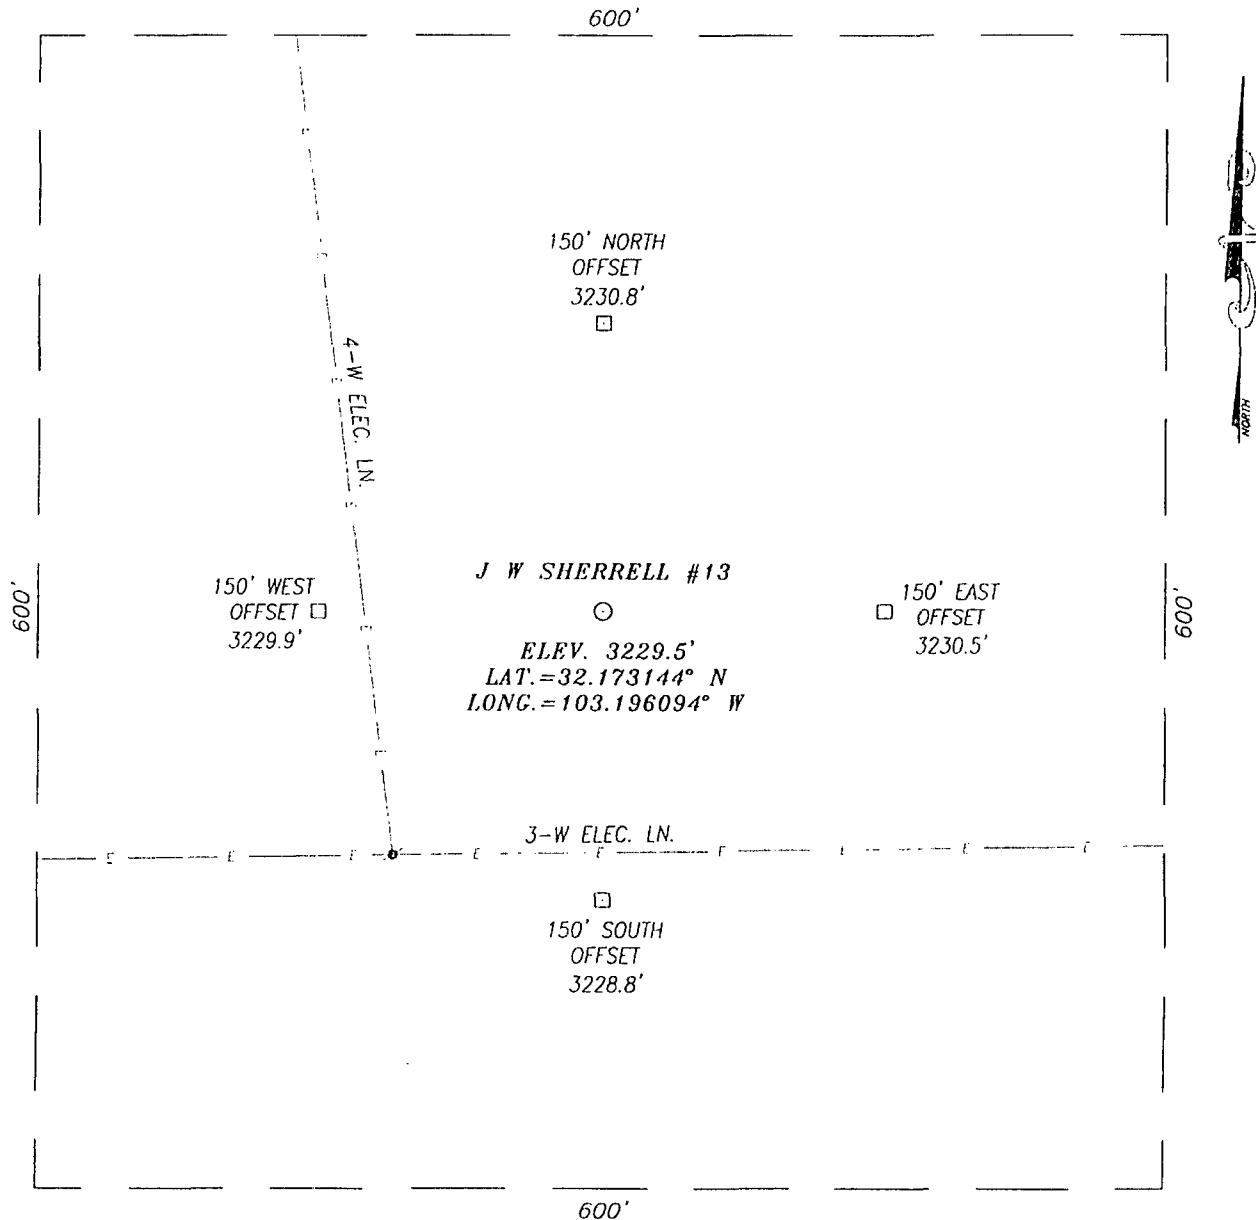 600'
NORTH
150' NORTH
OFFSET
3230.8'
4-W ELEC. LN.
600'
150' WEST
OFFSET
3229.9'
J W SHERRELL #13
ELEV. 3229.5'
LAT.=32.173144° N
LONG.=103.196094° W
150' EAST
OFFSET
3230.5'
600'
3-W ELEC. LN.
E E E E E E F E E E
150' SOUTH
OFFSET
3228.8'
600'